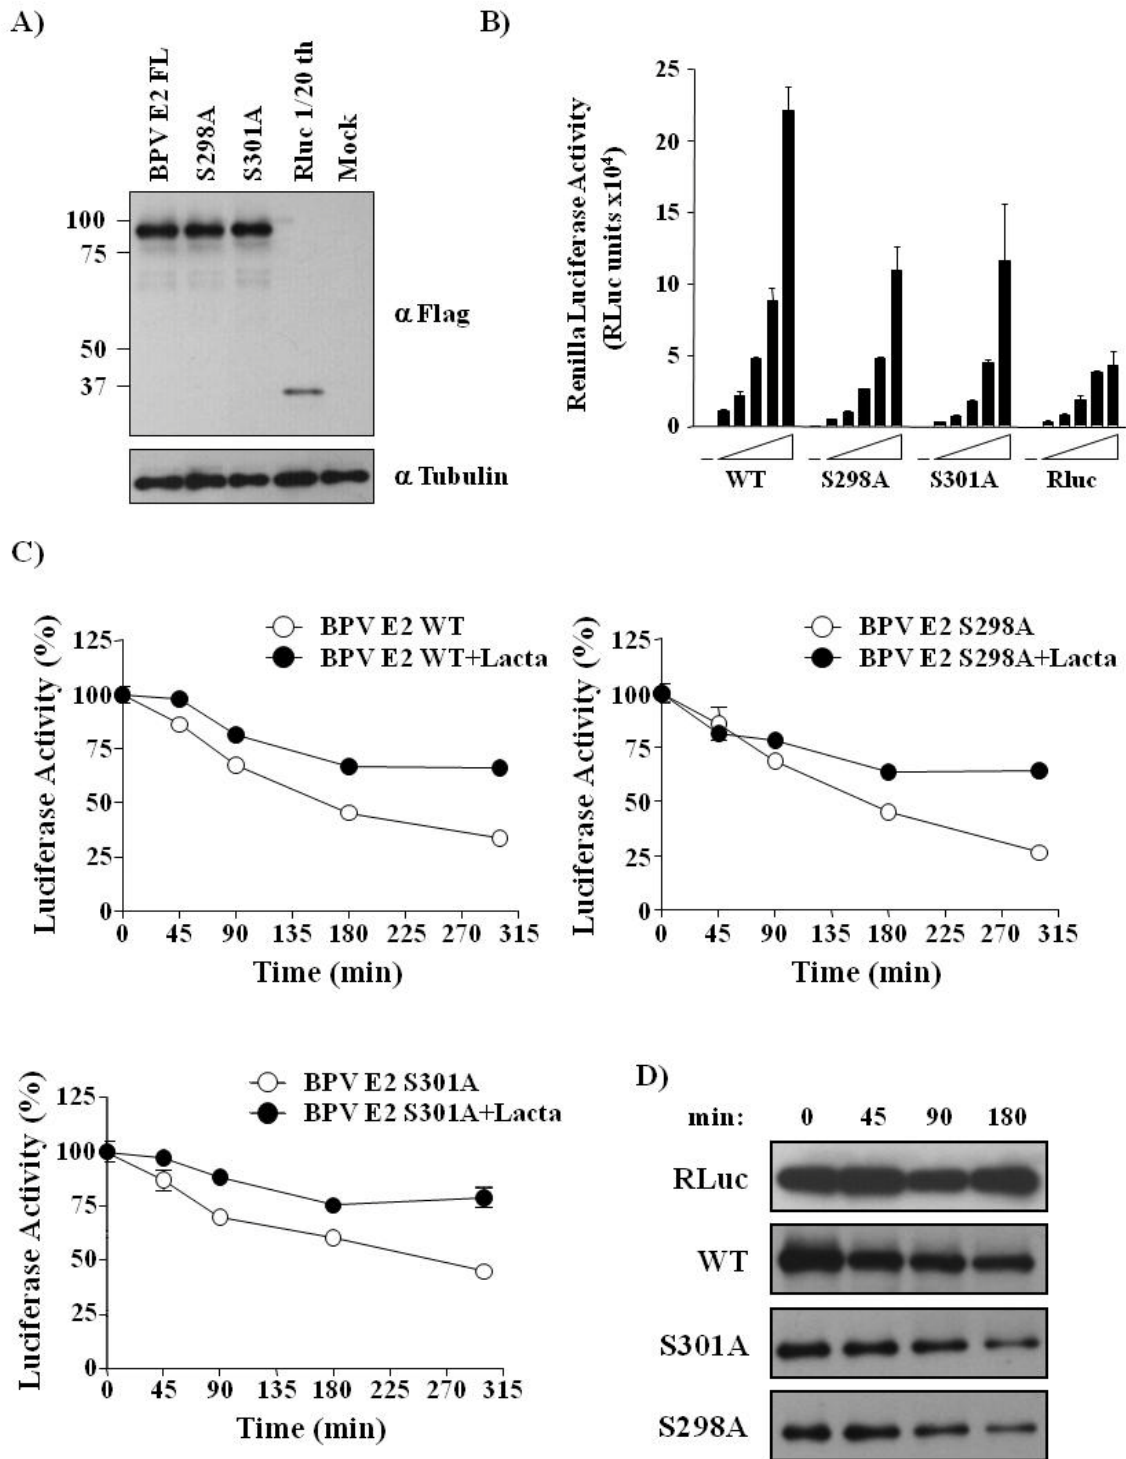 A)
BPV E2 FL
S298A
S301A
Rluc 1/20 th
Mock
100
75
50
37
α Flag
α Tubulin
B)
Renilla Luciferase Activity
(RLuc units x10⁴)
25
20
15
10
5
0
–
–
–
–
WT
S298A
S301A
Rluc
C)
BPV E2 WT
BPV E2 WT+Lacta
Luciferase Activity (%)
125
100
75
50
25
0
0 45 90 135 180 225 270 315
Time (min)
BPV E2 S298A
BPV E2 S298A+Lacta
Luciferase Activity (%)
125
100
75
50
25
0
0 45 90 135 180 225 270 315
Time (min)
BPV E2 S301A
BPV E2 S301A+Lacta
Luciferase Activity (%)
125
100
75
50
25
0
0 45 90 135 180 225 270 315
Time (min)
D)
min: 0 45 90 180
RLuc
WT
S301A
S298A